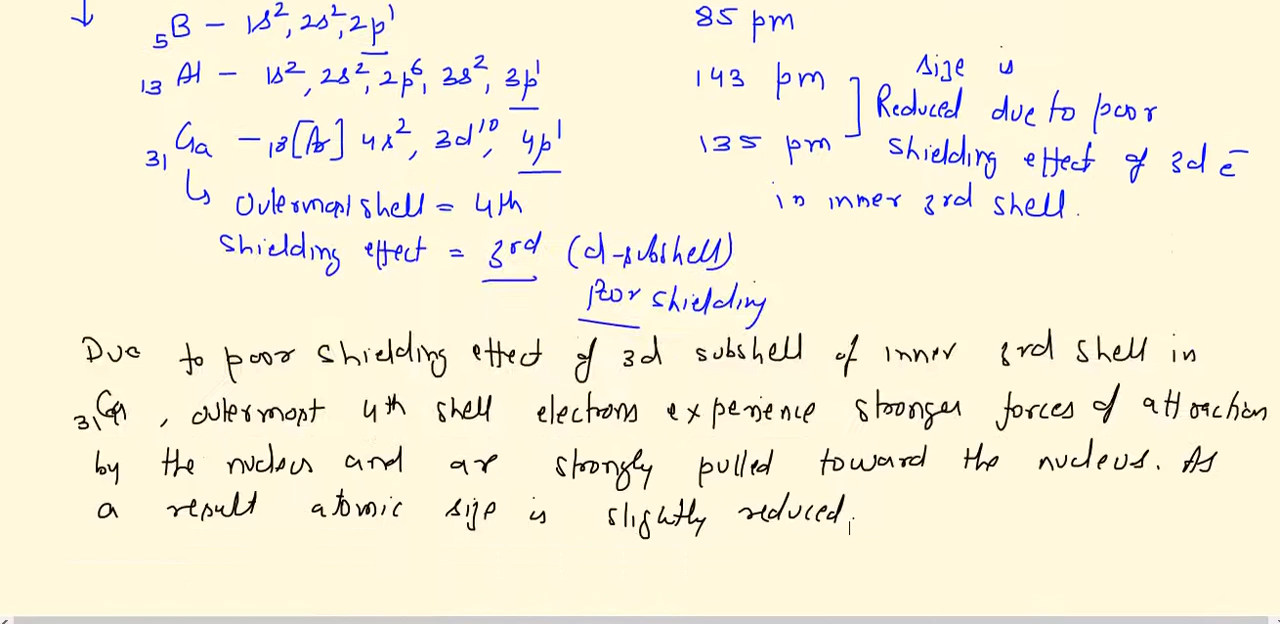 ↓ ₅B – 1s², 2s², 2p¹ 85 pm
₁₃Al – 1s², 2s², 2p⁶, 3s², 3p¹ 143 pm size is
Reduced due to poor
₃₁Ga – ₁₈[Ar] 4s², 3d¹⁰, 4p¹ 135 pm shielding effect of 3d e⁻
↳ Outermost shell = 4th in inner 3rd shell.
Shielding effect = 3rd (d-subshell)
Poor shielding
Due to poor shielding effect of 3d subshell of inner 3rd shell in
₃₁Ga, outermost 4th shell electrons experience stronger forces of attraction
by the nucleus and are strongly pulled toward the nucleus. As
a result atomic size is slightly reduced.